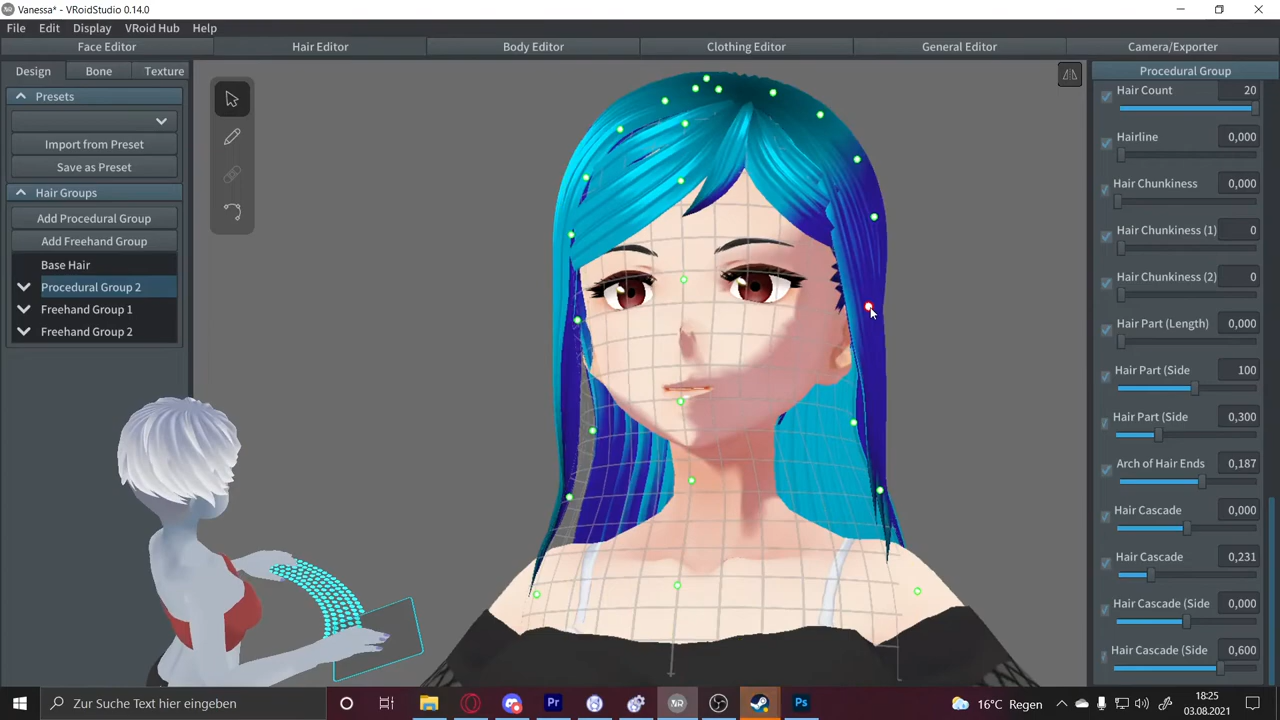 Vanessa* - VRoidStudio 0.14.0
File Edit Display VRoid Hub Help
Face Editor Hair Editor Body Editor Clothing Editor General Editor Camera/Exporter
Design Bone Texture
Procedural Group
Presets
Import from Preset
Save as Preset
Hair Groups
Add Procedural Group
Add Freehand Group
Base Hair
Procedural Group 2
Freehand Group 1
Freehand Group 2
Hair Count 20
Hairline 0,000
Hair Chunkiness 0,000
Hair Chunkiness (1) 0
Hair Chunkiness (2) 0
Hair Part (Length) 0,000
Hair Part (Side 100
Hair Part (Side 0,300
Arch of Hair Ends 0,187
Hair Cascade 0,000
Hair Cascade 0,231
Hair Cascade (Side 0,000
Hair Cascade (Side 0,600
Zur Suche Text hier eingeben
Pr
Ps
16°C Regen
18:25
03.08.2021